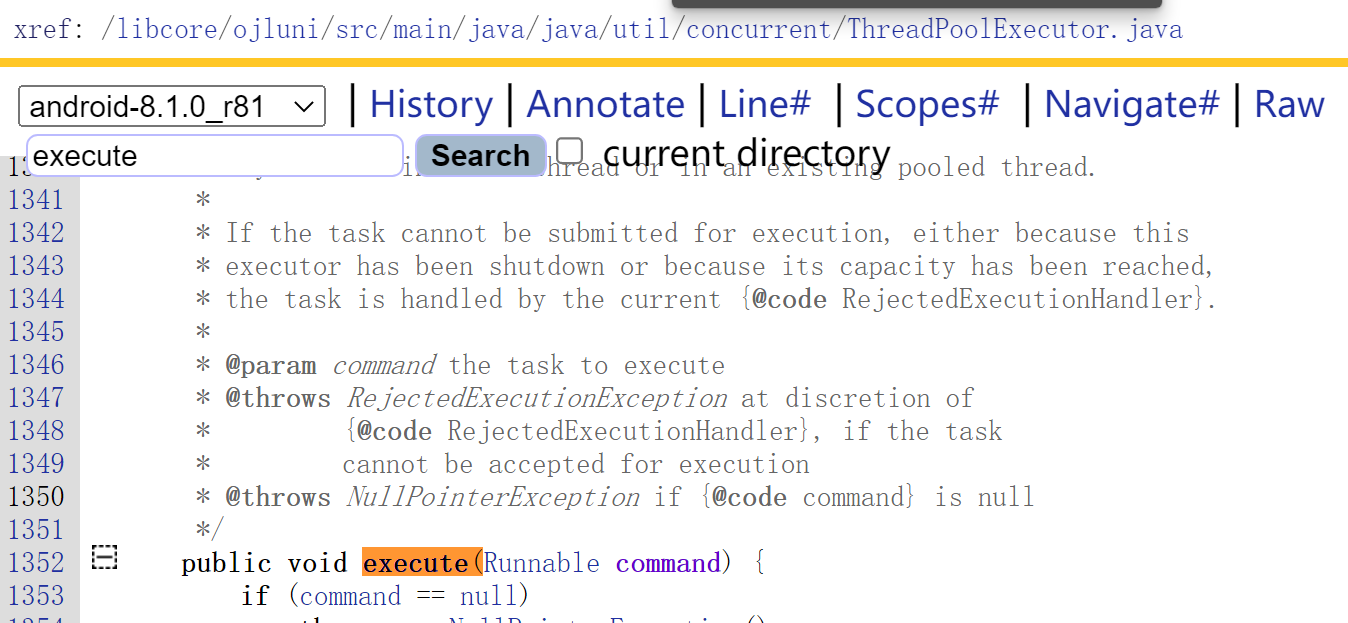 xref: /libcore/ojluni/src/main/java/java/util/concurrent/ThreadPoolExecutor.java
android-8.1.0_r81 | History | Annotate | Line# | Scopes# | Navigate# | Raw
execute Search current directory
hread or in an existing pooled thread.
1341 *
1342 * If the task cannot be submitted for execution, either because this
1343 * executor has been shutdown or because its capacity has been reached,
1344 * the task is handled by the current {@code RejectedExecutionHandler}.
1345 *
1346 * @param command the task to execute
1347 * @throws RejectedExecutionException at discretion of
1348 * {@code RejectedExecutionHandler}, if the task
1349 * cannot be accepted for execution
1350 * @throws NullPointerException if {@code command} is null
1351 */
1352 public void execute(Runnable command) {
1353 if (command == null)